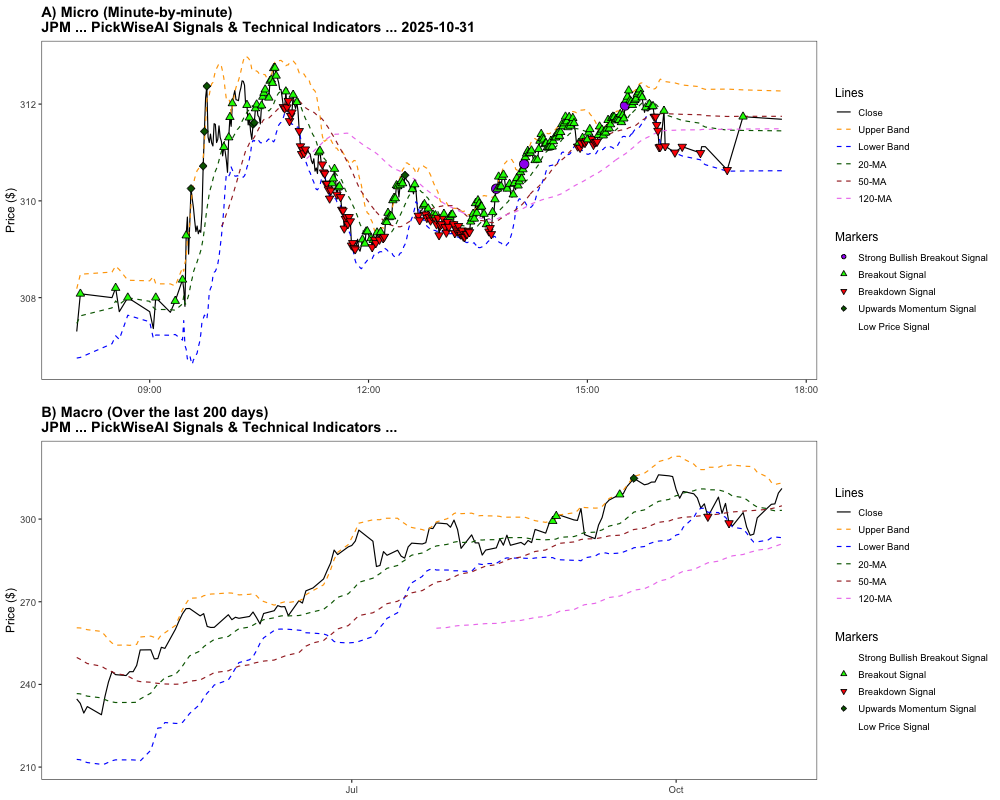 A) Micro (Minute-by-minute)
JPM ... PickWiseAI Signals & Technical Indicators ... 2025-10-31
Price ($)
312
310
308
09:00
12:00
15:00
18:00
Lines
Close
Upper Band
Lower Band
20-MA
50-MA
120-MA
Markers
Strong Bullish Breakout Signal
Breakout Signal
Breakdown Signal
Upwards Momentum Signal
Low Price Signal
B) Macro (Over the last 200 days)
JPM ... PickWiseAI Signals & Technical Indicators ...
Price ($)
300
270
240
210
Jul
Oct
Lines
Close
Upper Band
Lower Band
20-MA
50-MA
120-MA
Markers
Strong Bullish Breakout Signal
Breakout Signal
Breakdown Signal
Upwards Momentum Signal
Low Price Signal